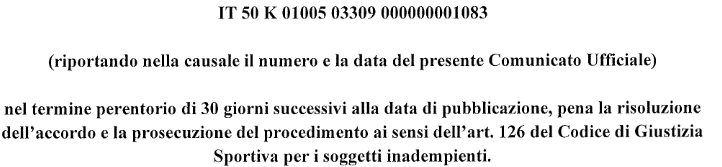 IT 50 K 01005 03309 000000001083
(riportando nella causale il numero e la data del presente Comunicato Ufficiale)
nel termine perentorio di 30 giorni successivi alla data di pubblicazione, pena la risoluzione
dell’accordo e la prosecuzione del procedimento ai sensi dell’art. 126 del Codice di Giustizia
Sportiva per i soggetti inadempienti.